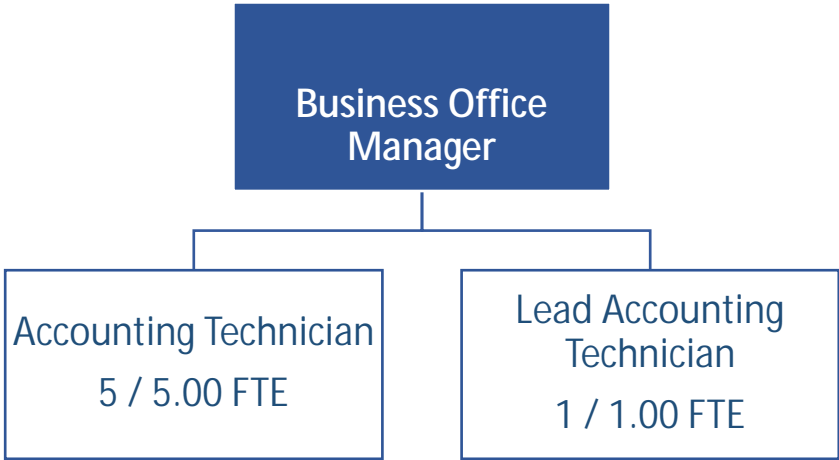 Business Office
Manager
Accounting Technician
5 / 5.00 FTE
Lead Accounting
Technician
1 / 1.00 FTE